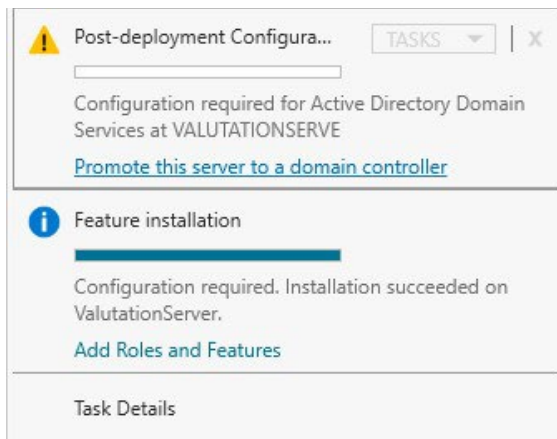 Post-deployment Configura...
TASKS
X
Configuration required for Active Directory Domain
Services at VALUTATIONSERVE
Promote this server to a domain controller
Feature installation
Configuration required. Installation succeeded on
ValutationServer.
Add Roles and Features
Task Details